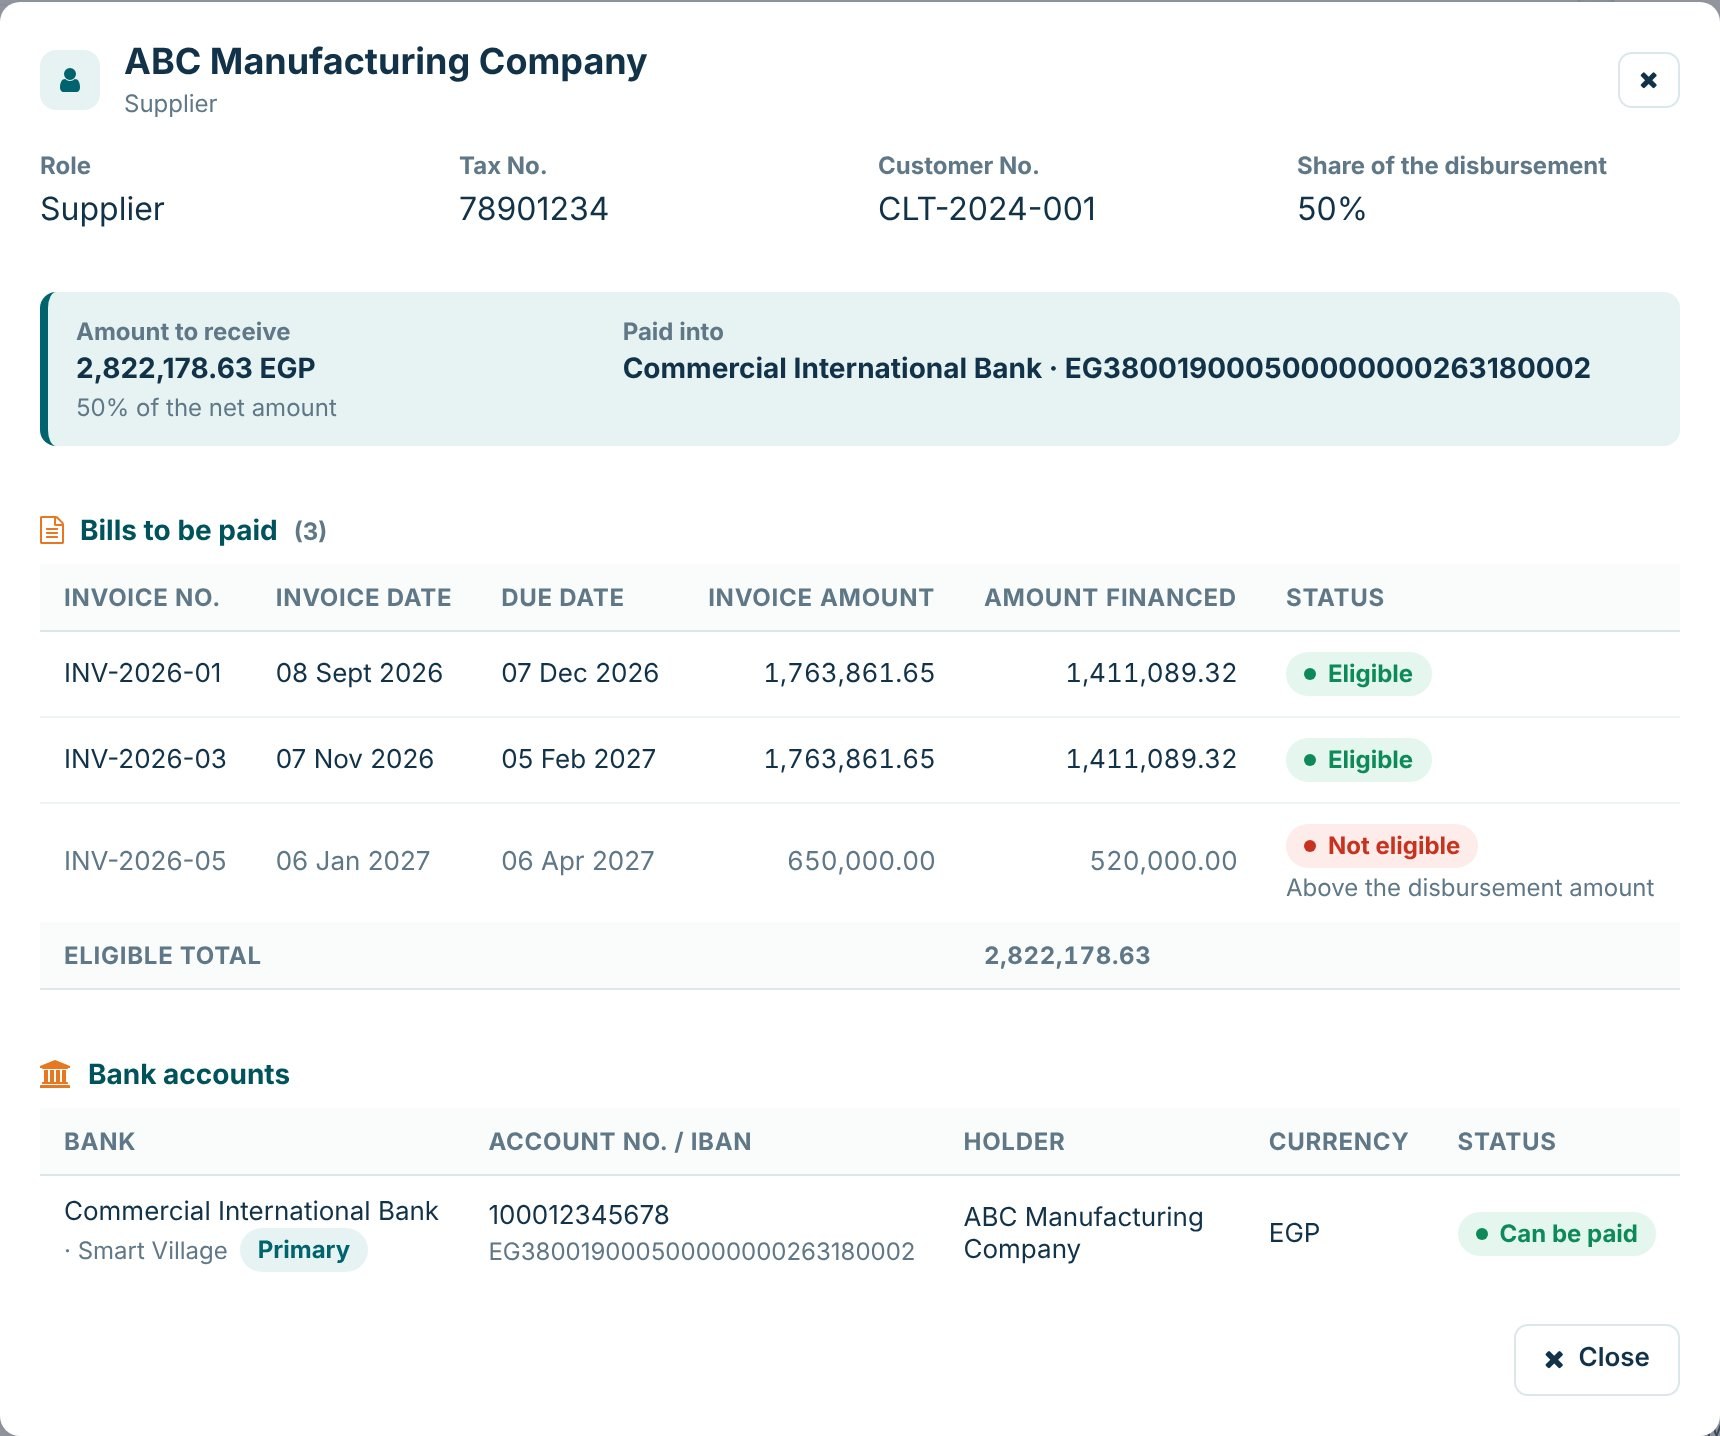 ABC Manufacturing Company
Supplier
Role Tax No. Customer No. Share of the disbursement
Supplier 78901234 CLT-2024-001 50%
Amount to receive Paid into
2,822,178.63 EGP Commercial International Bank · EG380019000500000000263180002
50% of the net amount
Bills to be paid (3)
INVOICE NO. INVOICE DATE DUE DATE INVOICE AMOUNT AMOUNT FINANCED STATUS
INV-2026-01 08 Sept 2026 07 Dec 2026 1,763,861.65 1,411,089.32 Eligible
INV-2026-03 07 Nov 2026 05 Feb 2027 1,763,861.65 1,411,089.32 Eligible
INV-2026-05 06 Jan 2027 06 Apr 2027 650,000.00 520,000.00 Not eligible
Above the disbursement amount
ELIGIBLE TOTAL 2,822,178.63
Bank accounts
BANK ACCOUNT NO. / IBAN HOLDER CURRENCY STATUS
Commercial International Bank 100012345678 ABC Manufacturing EGP Can be paid
· Smart Village Primary EG380019000500000000263180002 Company
Close